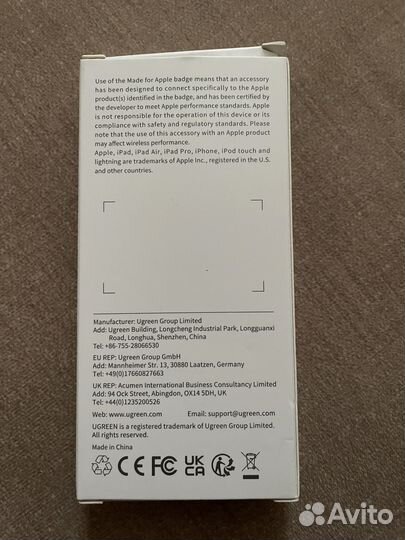 Use of the Made for Apple badge means that an accessory
has been designed to connect specifically to the Apple
product(s) identified in the badge, and has been certified by
the developer to meet Apple performance standards. Apple
is not responsible for the operation of this device or its
compliance with safety and regulatory standards. Please
note that the use of this accessory with an Apple product
may affect wireless performance.
Apple, iPad, iPad Air, iPad Pro, iPhone, iPod touch and
lightning are trademarks of Apple Inc., registered in the U.S.
and other countries.
Manufacturer: Ugreen Group Limited
Add: Ugreen Building, Longcheng Industrial Park, Longguanxi
Road, Longhua, Shenzhen, China
Tel: +86-755-28066530
EU REP: Ugreen Group GmbH
Add: Mannheimer Str. 13, 30880 Laatzen, Germany
Tel: +49(0)17660827663
UK REP: Acumen International Business Consultancy Limited
Add: 94 Ock Street, Abingdon, OX14 5DH, UK
Tel: +44(0)1235200526
Web: www.ugreen.com Email: support@ugreen.com
UGREEN is a registered trademark of Ugreen Group Limited.
All rights reserved.
Made in China
CE FC UK
CA
Avito